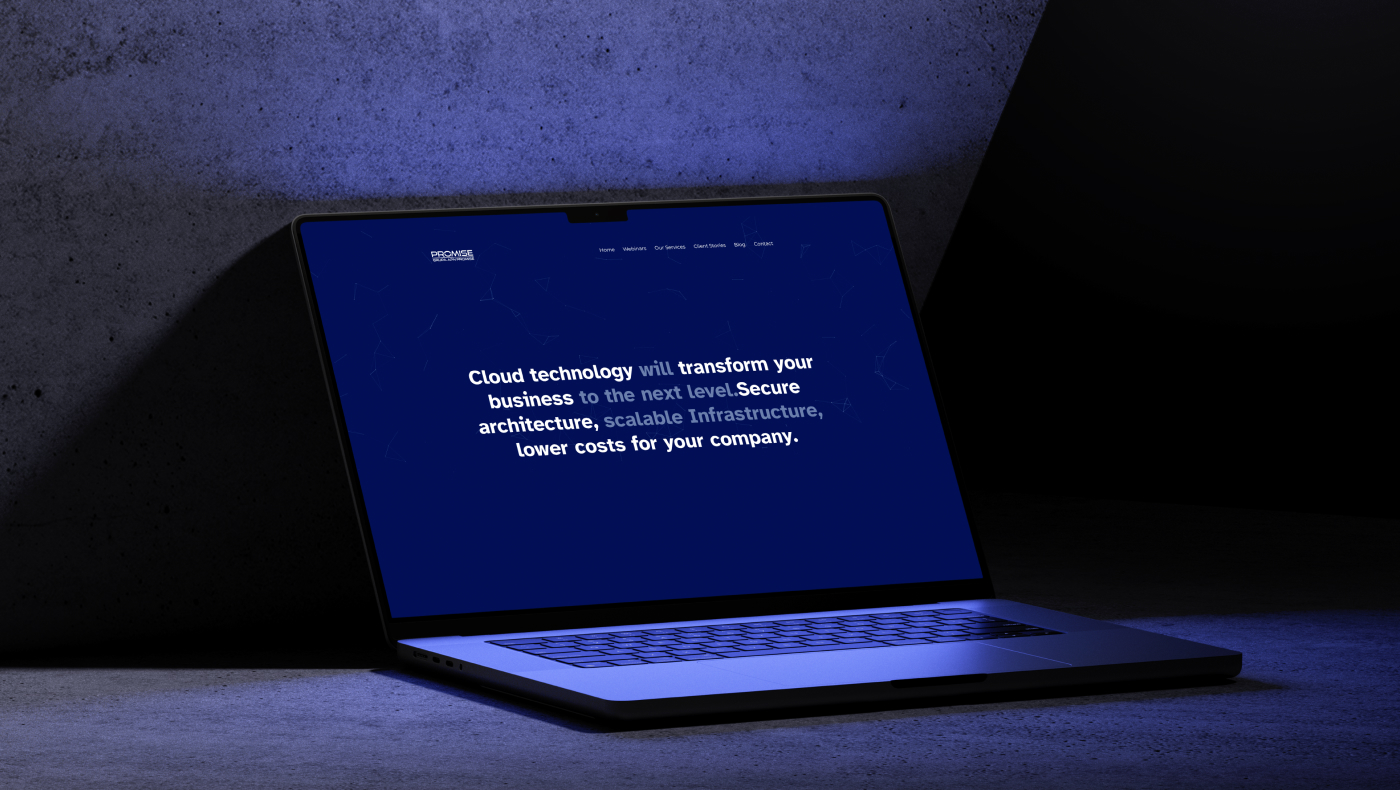 PROMISE
Home Webinars Our Services Client Stories Blog Contact
Cloud technology will transform your
business to the next level.Secure
architecture, scalable Infrastructure,
lower costs for your company.